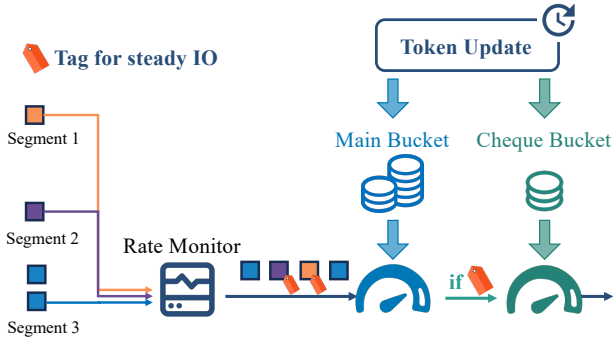 Tag for steady IO
Token Update
Segment 1
Main Bucket
Cheque Bucket
Segment 2
Rate Monitor
if
Segment 3